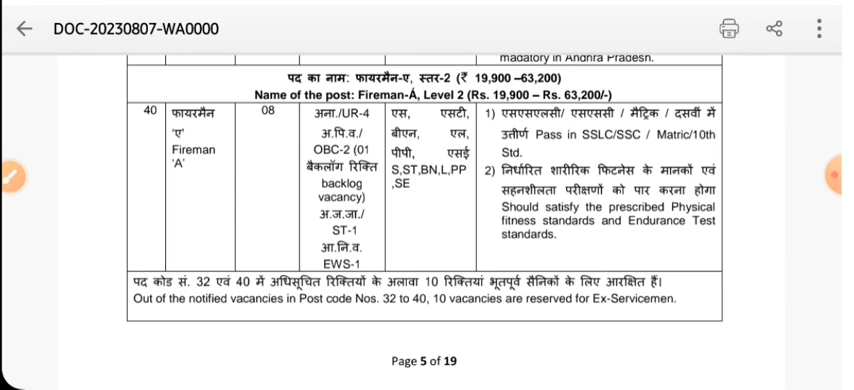 DOC-20230807-WA0000
madatory in Andhra Pradesh.
पद का नाम: फायरमैन-ए, स्तर-2 (₹ 19,900 –63,200)
Name of the post: Fireman-Á, Level 2 (Rs. 19,900 – Rs. 63,200/-)
40
फायरमैन
'ए'
Fireman
'A'
08
अना./UR-4
अ.पि.व./
OBC-2 (01
बैकलॉग रिक्ति
backlog
vacancy)
अ.ज.जा./
ST-1
आ.नि.व.
EWS-1
एस, एसटी,
बीएन, एल,
पीपी, एसई
S,ST,BN,L,PP
,SE
1) एसएसएलसी/ एसएससी / मैट्रिक / दसवीं में
उत्तीर्ण Pass in SSLC/SSC / Matric/10th
Std.
2) निर्धारित शारीरिक फिटनेस के मानकों एवं
सहनशीलता परीक्षणों को पार करना होगा
Should satisfy the prescribed Physical
fitness standards and Endurance Test
standards.
पद कोड सं. 32 एवं 40 में अधिसूचित रिक्तियों के अलावा 10 रिक्तियां भूतपूर्व सैनिकों के लिए आरक्षित हैं।
Out of the notified vacancies in Post code Nos. 32 to 40, 10 vacancies are reserved for Ex-Servicemen.
Page 5 of 19